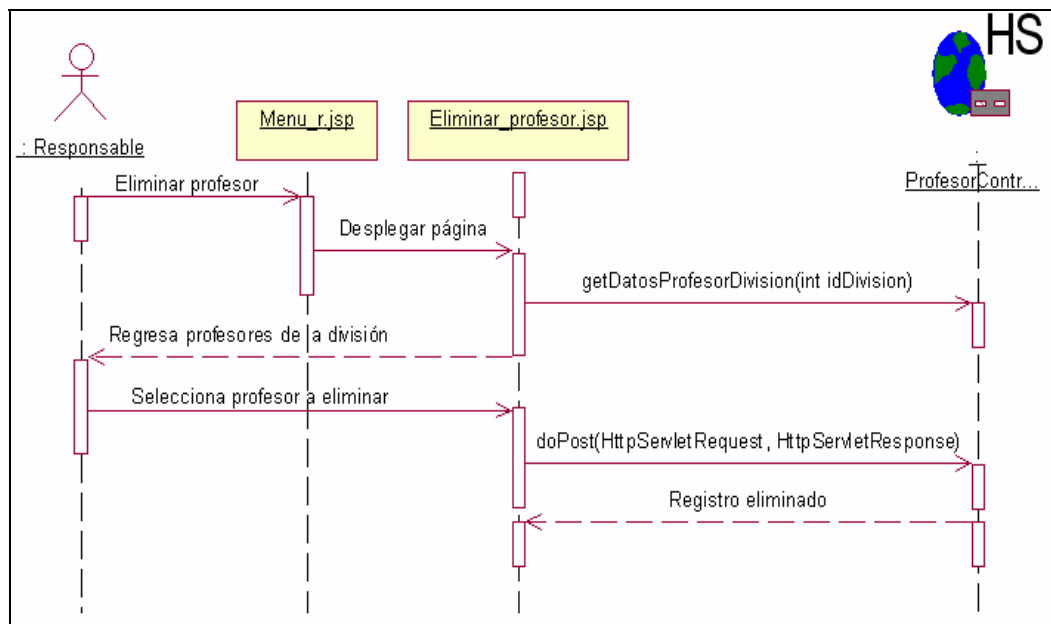 HS
Menu_r.jsp
Eliminar_profesor.jsp
: Responsable
:
ProfesorContr...
Eliminar profesor
Desplegar página
getDatosProfesorDivision(int idDivision)
Regresa profesores de la división
Selecciona profesor a eliminar
doPost(HttpServletRequest, HttpServletResponse)
Registro eliminado